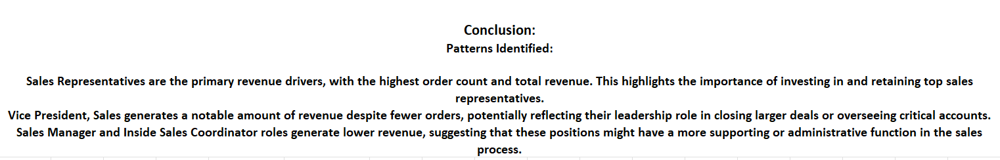 Conclusion:
Patterns Identified:
Sales Representatives are the primary revenue drivers, with the highest order count and total revenue. This highlights the importance of investing in and retaining top sales
representatives.
Vice President, Sales generates a notable amount of revenue despite fewer orders, potentially reflecting their leadership role in closing larger deals or overseeing critical accounts.
Sales Manager and Inside Sales Coordinator roles generate lower revenue, suggesting that these positions might have a more supporting or administrative function in the sales
process.